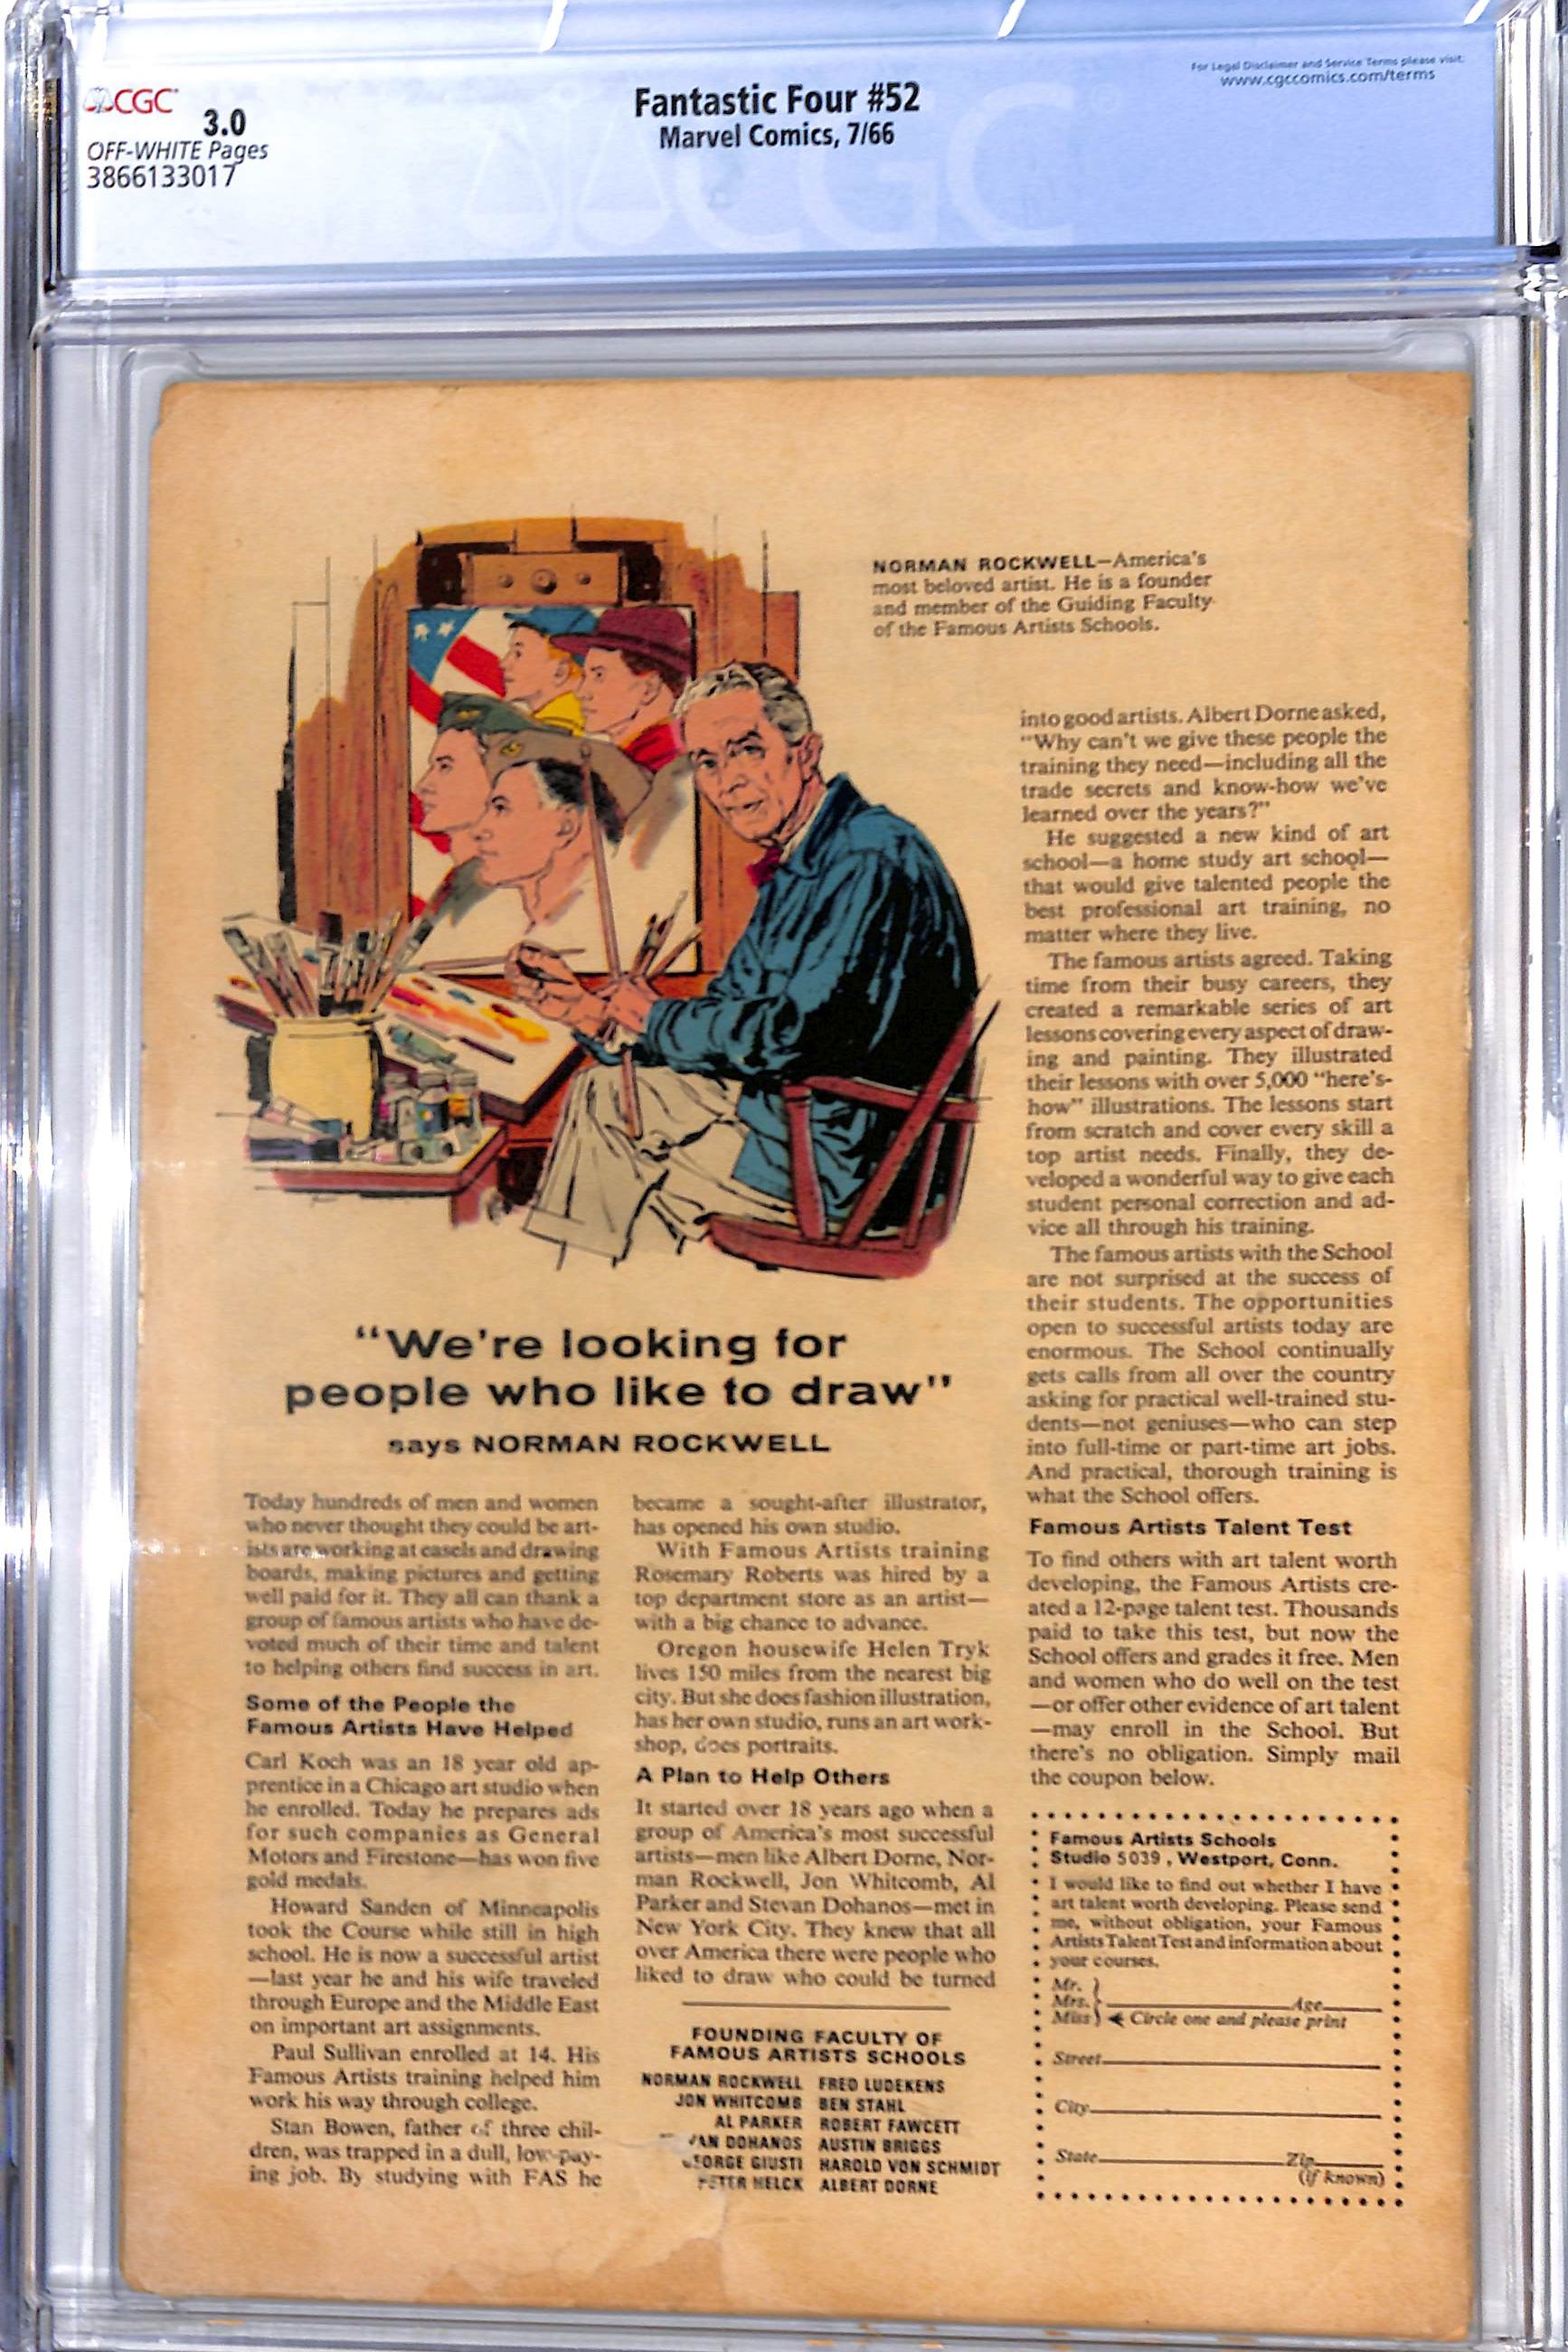 CGC
3.0
OFF-WHITE Pages
3866133017
Fantastic Four #52
Marvel Comics, 7/66
For Legal Disclaimer and Service Terms please visit:
www.cgccomics.com/terms
CGC
NORMAN ROCKWELL—America's
most beloved artist. He is a founder
and member of the Guiding Faculty
of the Famous Artists Schools.
"We're looking for
people who like to draw"
says NORMAN ROCKWELL
Today hundreds of men and women
who never thought they could be art-
ists are working at easels and drawing
boards, making pictures and getting
well paid for it. They all can thank a
group of famous artists who have de-
voted much of their time and talent
to helping others find success in art.
Some of the People the
Famous Artists Have Helped
Carl Koch was an 18 year old ap-
prentice in a Chicago art studio when
he enrolled. Today he prepares ads
for such companies as General
Motors and Firestone—has won five
gold medals.
Howard Sanden of Minneapolis
took the Course while still in high
school. He is now a successful artist
—last year he and his wife traveled
through Europe and the Middle East
on important art assignments.
Paul Sullivan enrolled at 14. His
Famous Artists training helped him
work his way through college.
Stan Bowen, father of three chil-
dren, was trapped in a dull, low-pay-
ing job. By studying with FAS he
became a sought-after illustrator,
has opened his own studio.
With Famous Artists training
Rosemary Roberts was hired by a
top department store as an artist—
with a big chance to advance.
Oregon housewife Helen Tryk
lives 150 miles from the nearest big
city. But she does fashion illustration,
has her own studio, runs an art work-
shop, does portraits.
A Plan to Help Others
It started over 18 years ago when a
group of America's most successful
artists—men like Albert Dorne, Nor-
man Rockwell, Jon Whitcomb, Al
Parker and Stevan Dohanos—met in
New York City. They knew that all
over America there were people who
liked to draw who could be turned
FOUNDING FACULTY OF
FAMOUS ARTISTS SCHOOLS
NORMAN ROCKWELL FRED LUDEKENS
JON WHITCOMB BEN STAHL
AL PARKER ROBERT FAWCETT
VAN DOHANOS AUSTIN BRIGGS
GEORGE GIUSTI HAROLD VON SCHMIDT
PETER HELCK ALBERT DORNE
into good artists. Albert Dorne asked,
"Why can't we give these people the
training they need—including all the
trade secrets and know-how we've
learned over the years?"
He suggested a new kind of art
school—a home study art school—
that would give talented people the
best professional art training, no
matter where they live.
The famous artists agreed. Taking
time from their busy careers, they
created a remarkable series of art
lessons covering every aspect of draw-
ing and painting. They illustrated
their lessons with over 5,000 "here's-
how" illustrations. The lessons start
from scratch and cover every skill a
top artist needs. Finally, they de-
veloped a wonderful way to give each
student personal correction and ad-
vice all through his training.
The famous artists with the School
are not surprised at the success of
their students. The opportunities
open to successful artists today are
enormous. The School continually
gets calls from all over the country
asking for practical well-trained stu-
dents—not geniuses—who can step
into full-time or part-time art jobs.
And practical, thorough training is
what the School offers.
Famous Artists Talent Test
To find others with art talent worth
developing, the Famous Artists cre-
ated a 12-page talent test. Thousands
paid to take this test, but now the
School offers and grades it free. Men
and women who do well on the test
—or offer other evidence of art talent
—may enroll in the School. But
there's no obligation. Simply mail
the coupon below.
Famous Artists Schools
Studio 5039, Westport, Conn.
I would like to find out whether I have
art talent worth developing. Please send
me, without obligation, your Famous
Artists Talent Test and information about
your courses.
Mr.
Mrs. Age
Miss Circle one and please print
Street
City
State Zip
(if known)